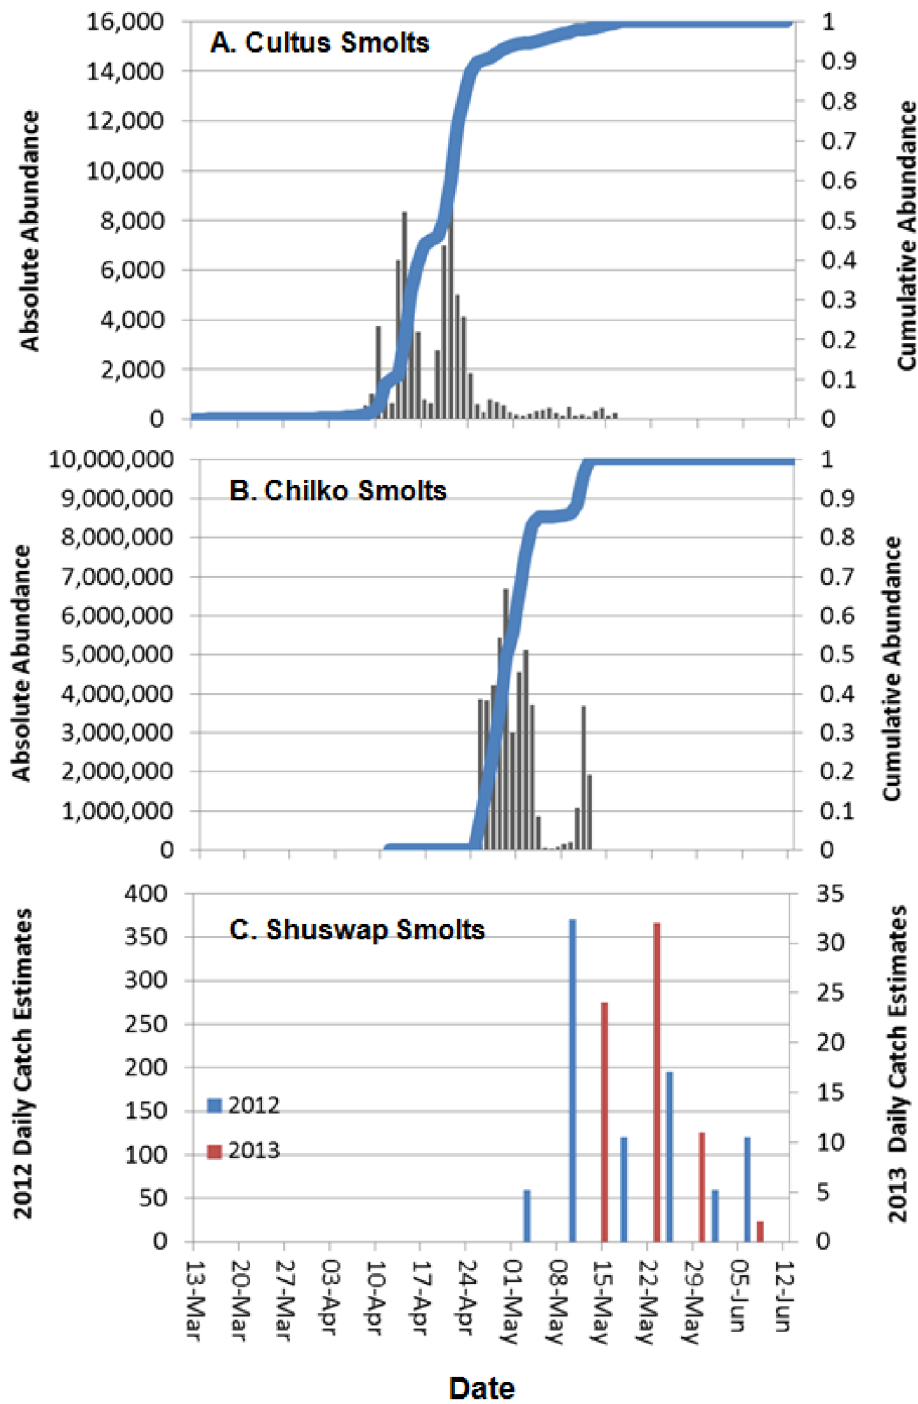 A. Cultus Smolts
Absolute Abundance
16,000
14,000
12,000
10,000
8,000
6,000
4,000
2,000
0
1
0.9
0.8
0.7
0.6
0.5
0.4
0.3
0.2
0.1
0
Cumulative Abundance
B. Chilko Smolts
Absolute Abundance
10,000,000
9,000,000
8,000,000
7,000,000
6,000,000
5,000,000
4,000,000
3,000,000
2,000,000
1,000,000
0
1
0.9
0.8
0.7
0.6
0.5
0.4
0.3
0.2
0.1
0
Cumulative Abundance
C. Shuswap Smolts
2012 Daily Catch Estimates
400
350
300
250
200
150
100
50
0
2012
2013
35
30
25
20
15
10
5
0
2013 Daily Catch Estimates
13-Mar
20-Mar
27-Mar
03-Apr
10-Apr
17-Apr
24-Apr
01-May
08-May
15-May
22-May
29-May
05-Jun
12-Jun
Date